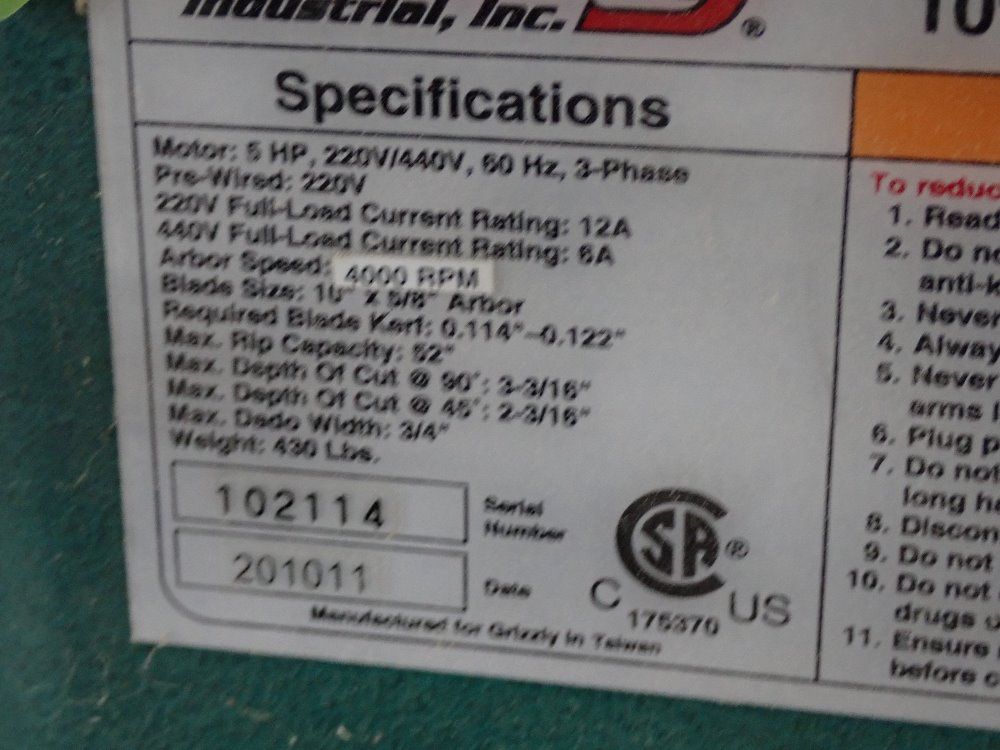 Industrial, Inc. ®
10
Specifications
Motor: 5 HP, 220V/440V, 60 Hz, 3-Phase
Pre-Wired: 220V
220V Full-Load Current Rating: 12A
440V Full-Load Current Rating: 6A
Arbor Speed: 4000 RPM
Blade Size: 10" X 5/8" Arbor
Required Blade Kerf: 0.114"–0.122"
Max. Rip Capacity: 52"
Max. Depth Of Cut @ 90°: 3-3/16"
Max. Depth Of Cut @ 45°: 2-3/16"
Max. Dado Width: 3/4"
Weight: 430 Lbs.
102114
Serial
Number
201011
Date
Manufactured for Grizzly in Taiwan
SA ®
C US
175370
To reduc
1. Read
2. Do no
anti-k
3. Never
4. Alway
5. Never
arms
6. Plug p
7. Do not
long ha
8. Discon
9. Do not
10. Do not
drugs o
11. Ensure
before c